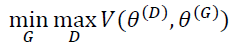 min max V(θ^(D), θ^(G))
G D